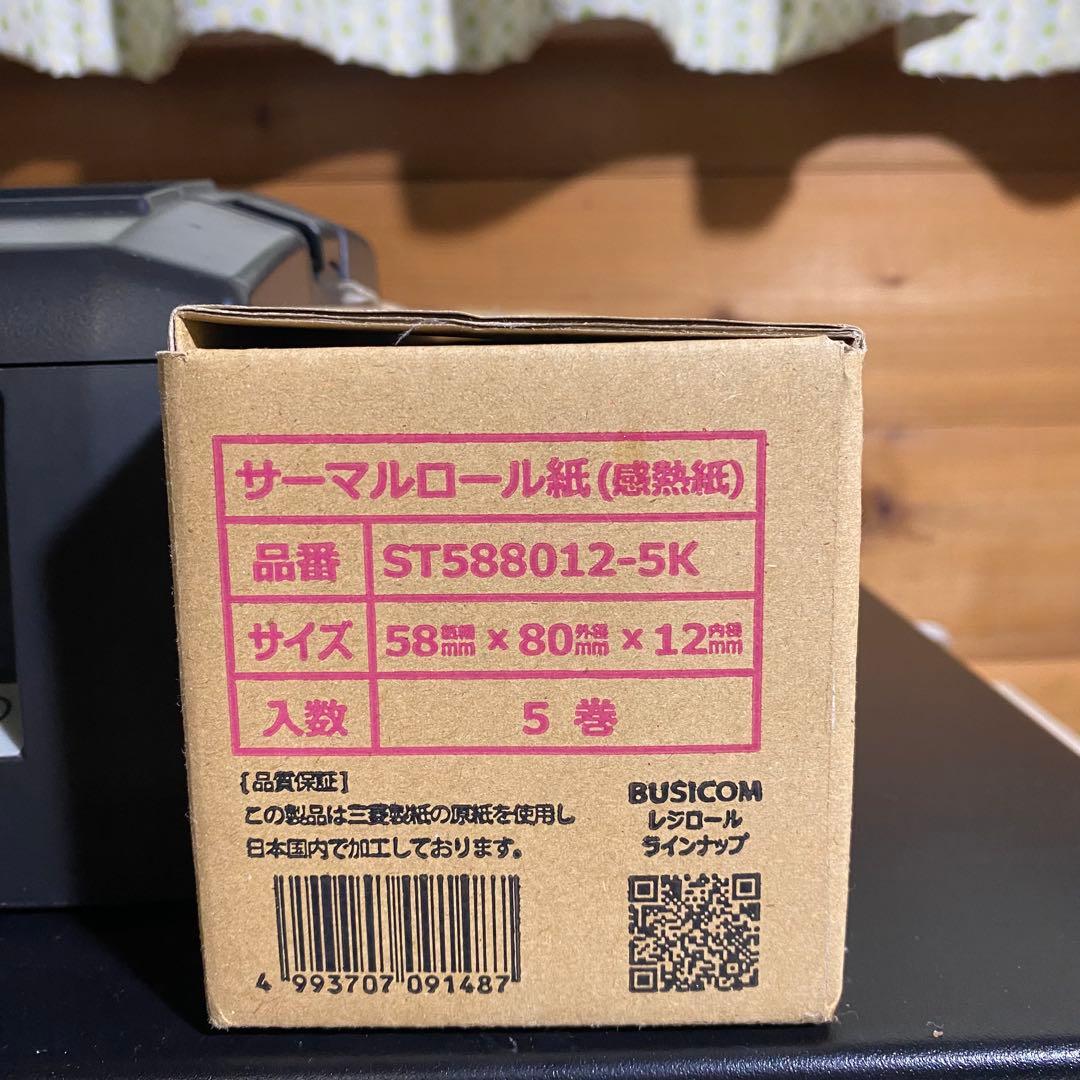 サーマルロール紙(感熱紙)
品番 ST588012-5K
サイズ 58紙幅mm × 80外径mm × 12内径mm
入数 5 巻
[品質保証]
この製品は三菱製紙の原紙を使用し
日本国内で加工しております。
4 993707 091487
BUSICOM
レジロール
ラインナップ